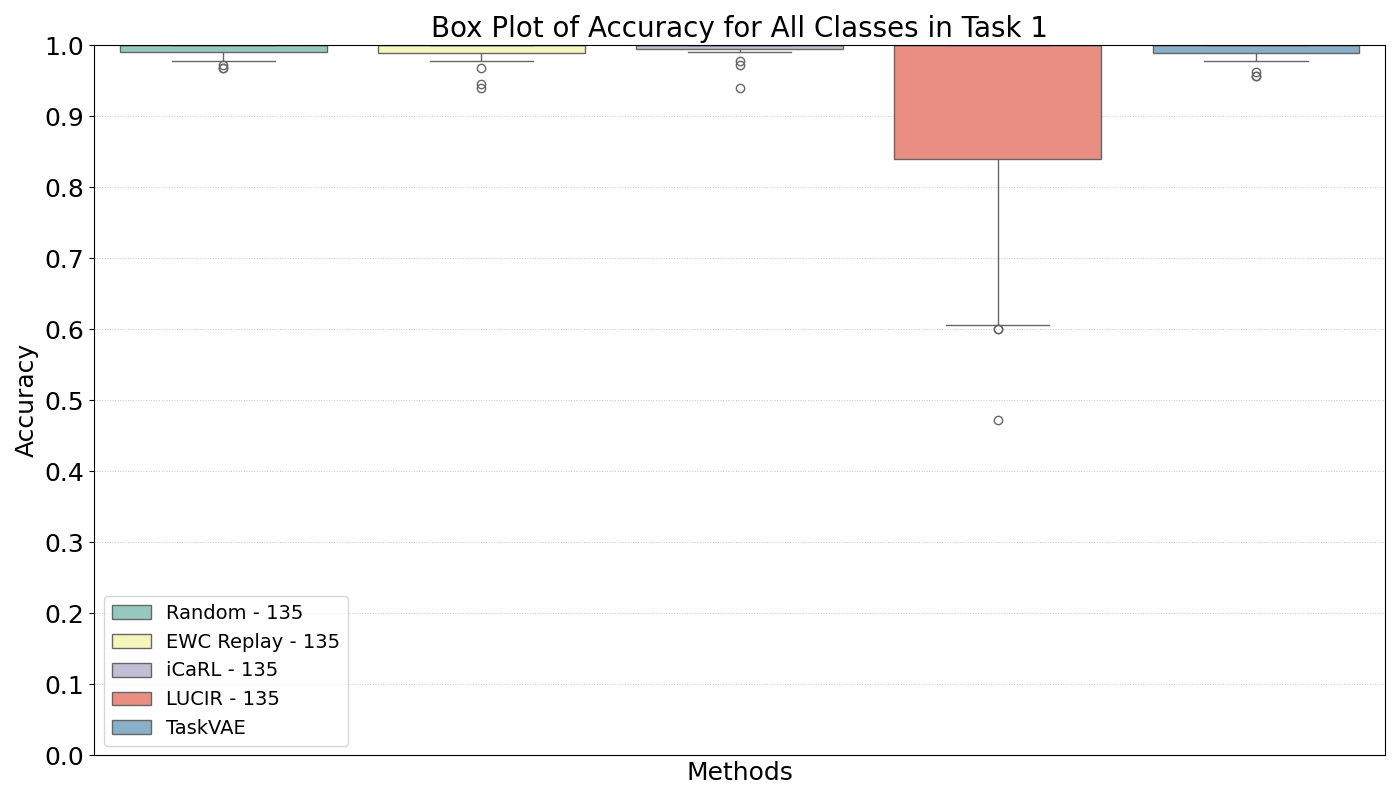 Box Plot of Accuracy for All Classes in Task 1
1.0
0.9
0.8
0.7
0.6
0.5
0.4
0.3
0.2
0.1
0.0
Accuracy
Methods
Random - 135
EWC Replay - 135
iCaRL - 135
LUCIR - 135
TaskVAE